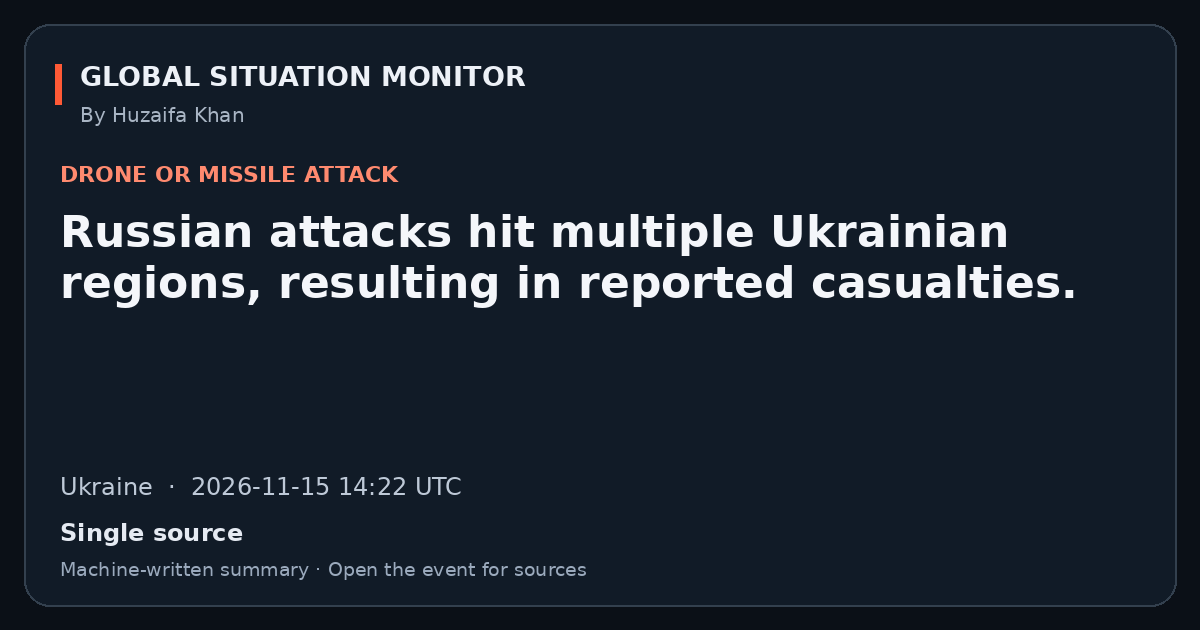 GLOBAL SITUATION MONITOR
By Huzaifa Khan
DRONE OR MISSILE ATTACK
Russian attacks hit multiple Ukrainian
regions, resulting in reported casualties.
Ukraine · 2026-11-15 14:22 UTC
Single source
Machine-written summary · Open the event for sources